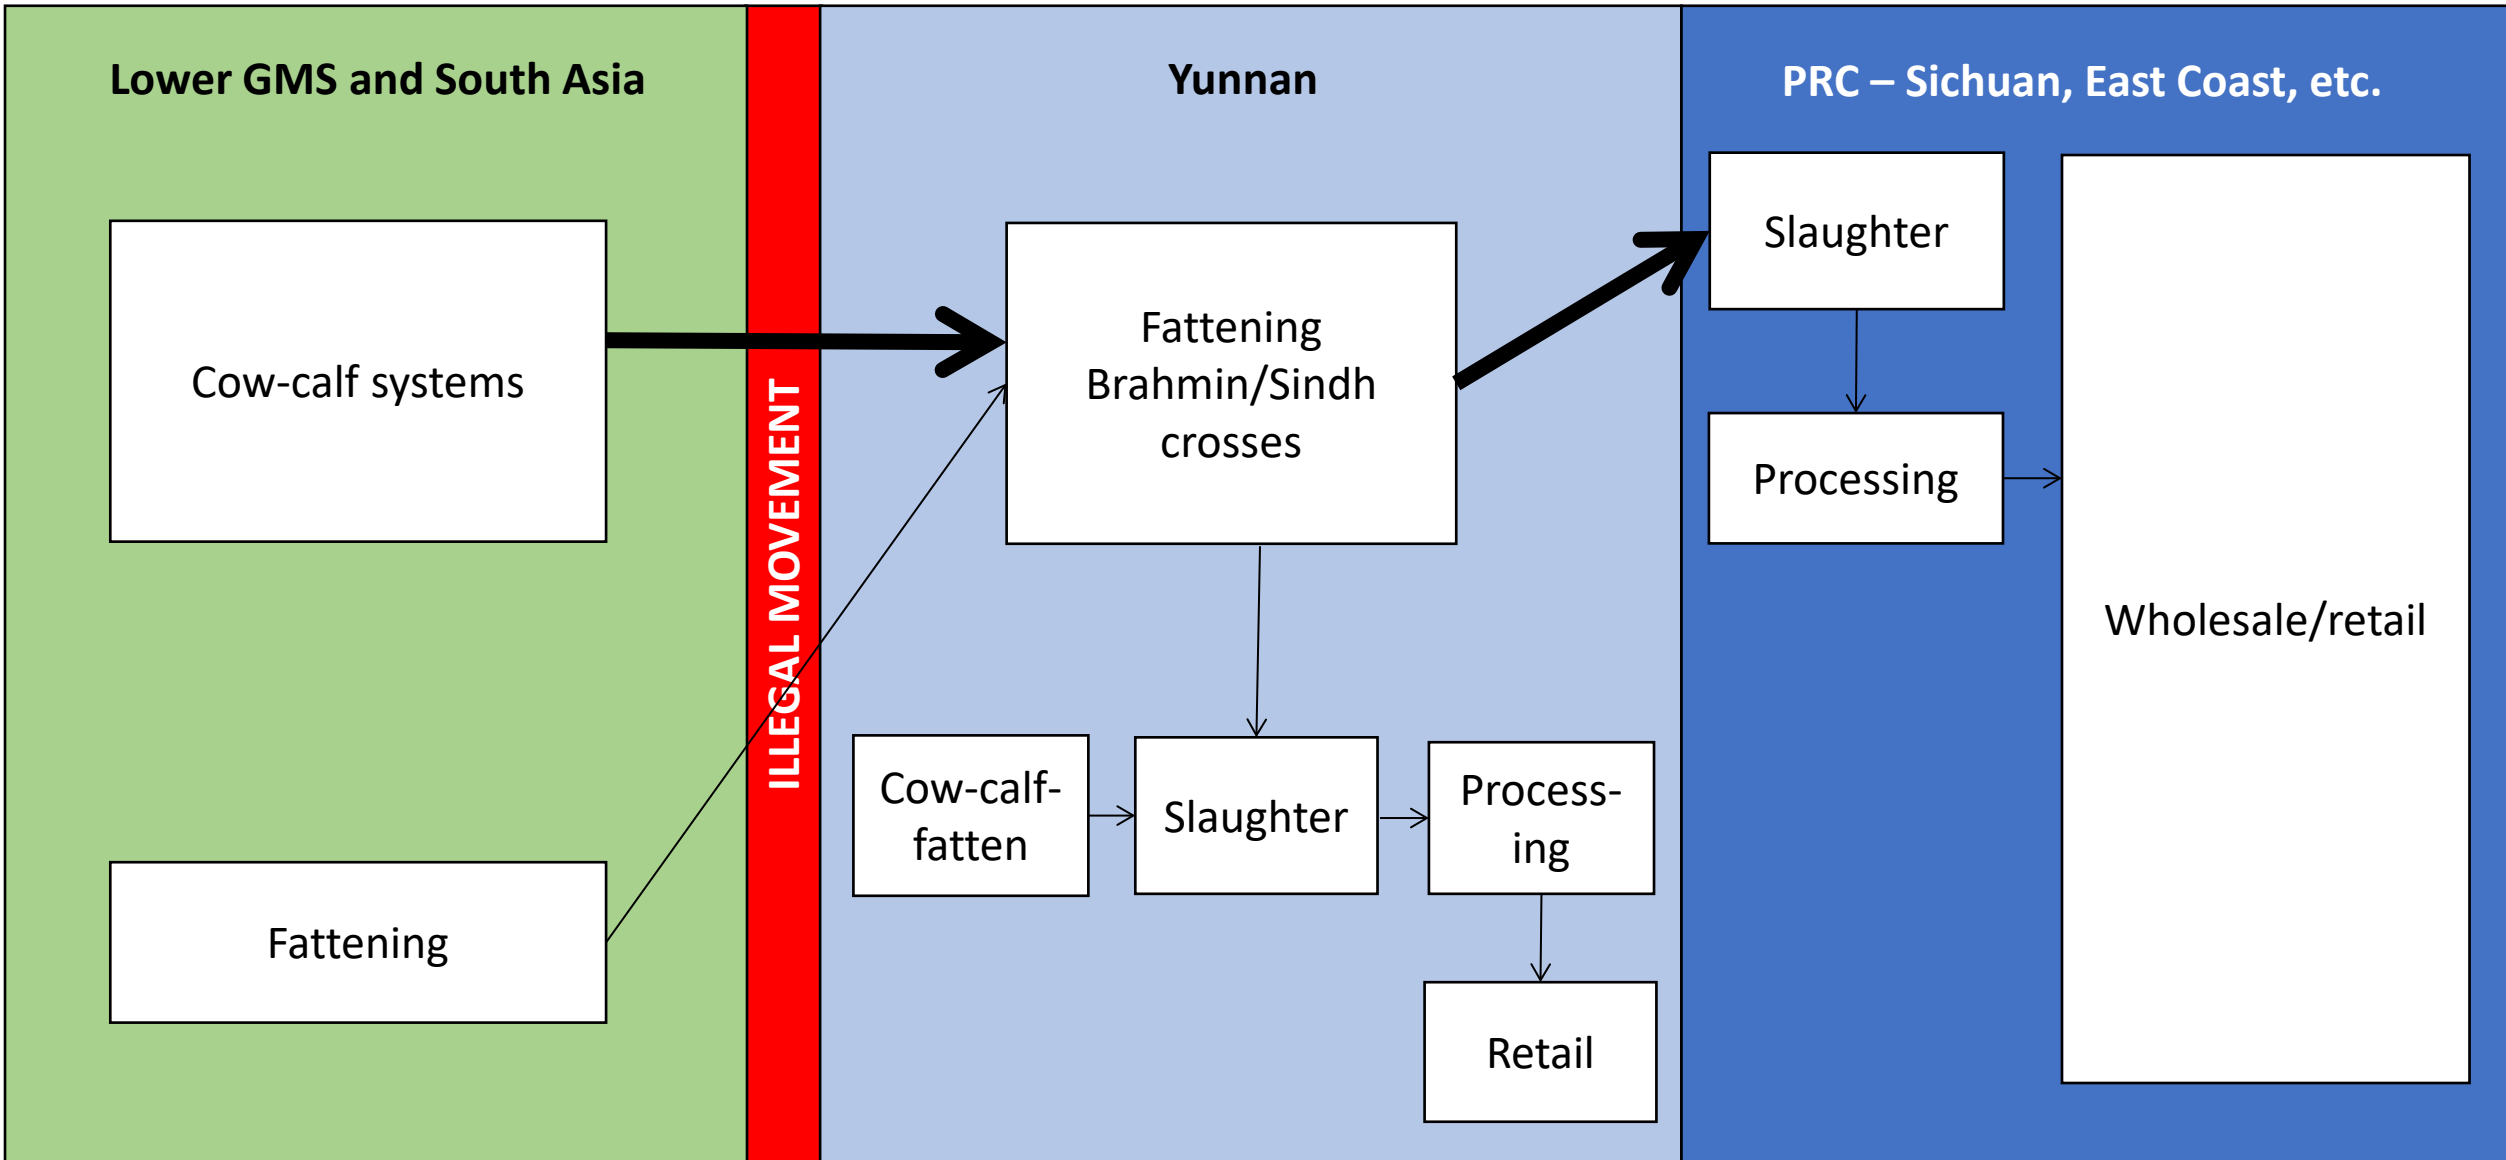 Lower GMS and South Asia
Cow-calf systems
Fattening
ILLEGAL MOVEMENT
Yunnan
Fattening
Brahmin/Sindh
crosses
Cow-calf-
fatten
Slaughter
Process-
ing
Retail
PRC – Sichuan, East Coast, etc.
Slaughter
Processing
Wholesale/retail